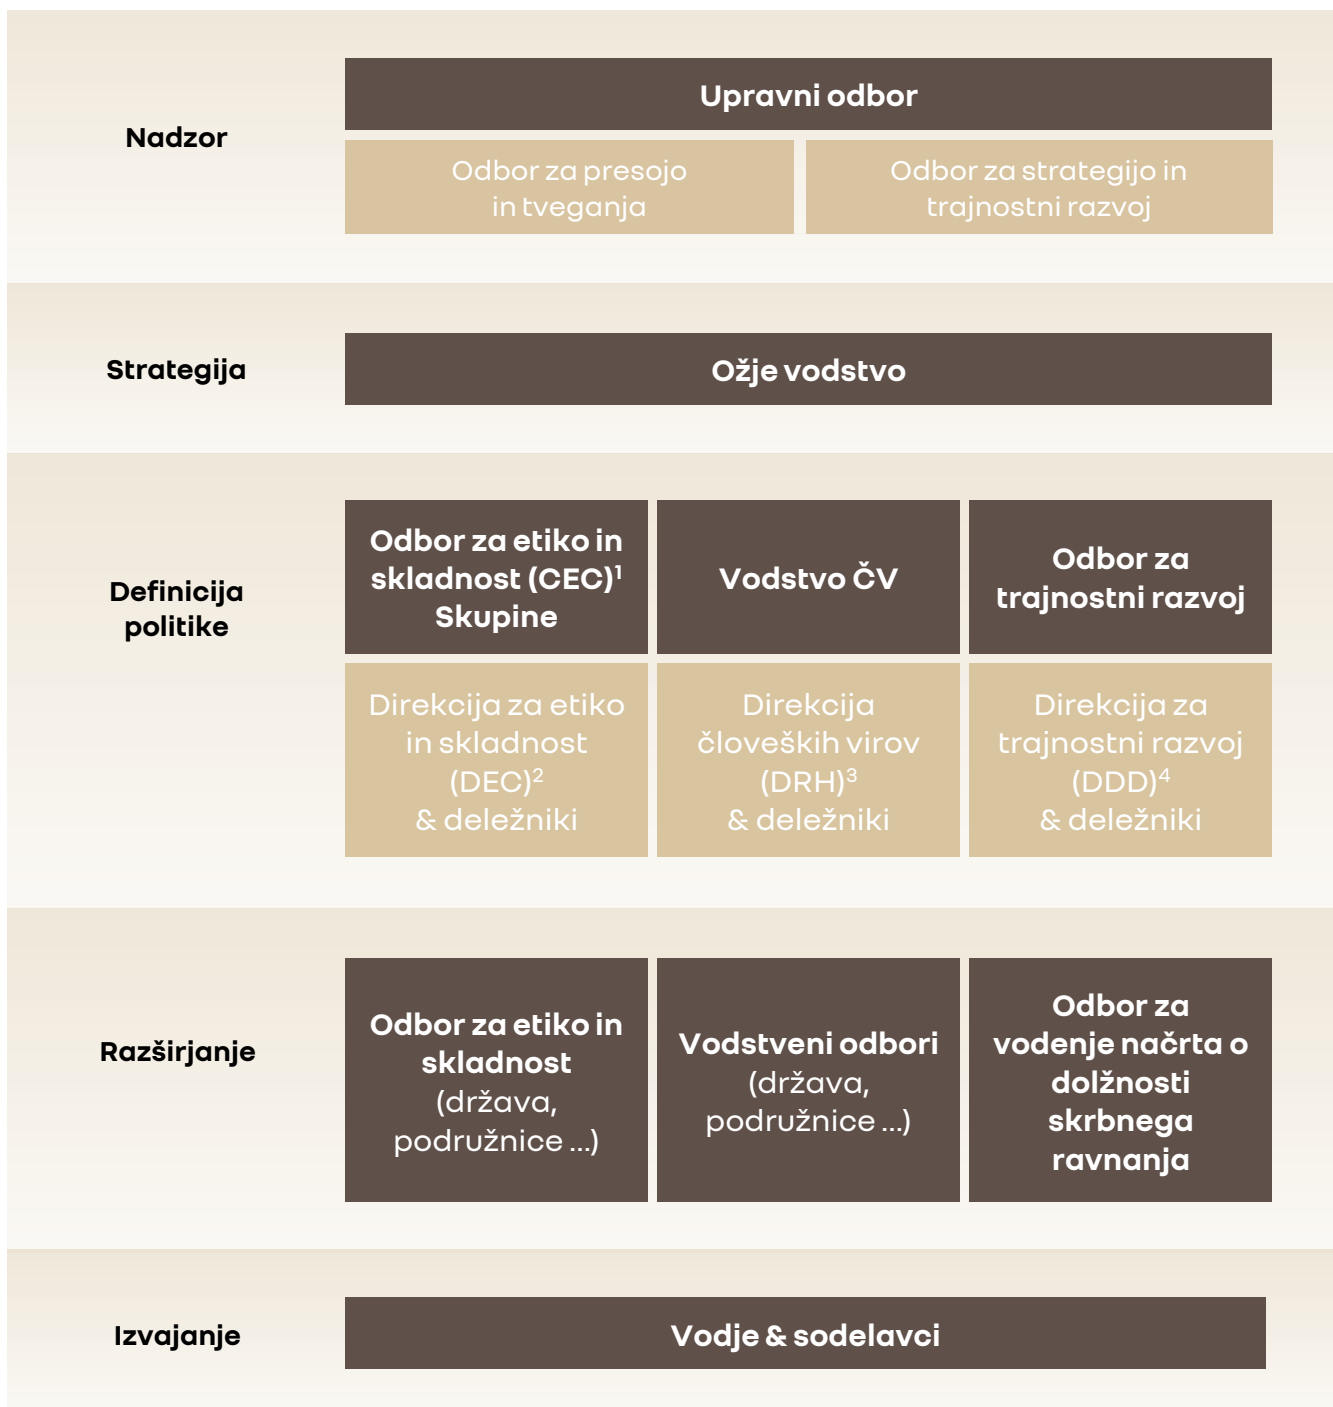 Nadzor
Upravni odbor
Odbor za presojo
in tveganja
Odbor za strategijo in
trajnostni razvoj
Strategija
Ožje vodstvo
Definicija
politike
Odbor za etiko in
skladnost (CEC)¹
Skupine
Vodstvo ČV
Odbor za
trajnostni razvoj
Direkcija za etiko
in skladnost
(DEC)²
& deležniki
Direkcija
človeških virov
(DRH)³
& deležniki
Direkcija za
trajnostni razvoj
(DDD)⁴
& deležniki
Razširjanje
Odbor za etiko in
skladnost
(država,
podružnice ...)
Vodstveni odbori
(država,
podružnice ...)
Odbor za
vodenje načrta o
dolžnosti
skrbnega
ravnanja
Izvajanje
Vodje & sodelavci